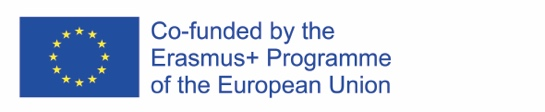 Co-funded by the
Erasmus+ Programme
of the European Union